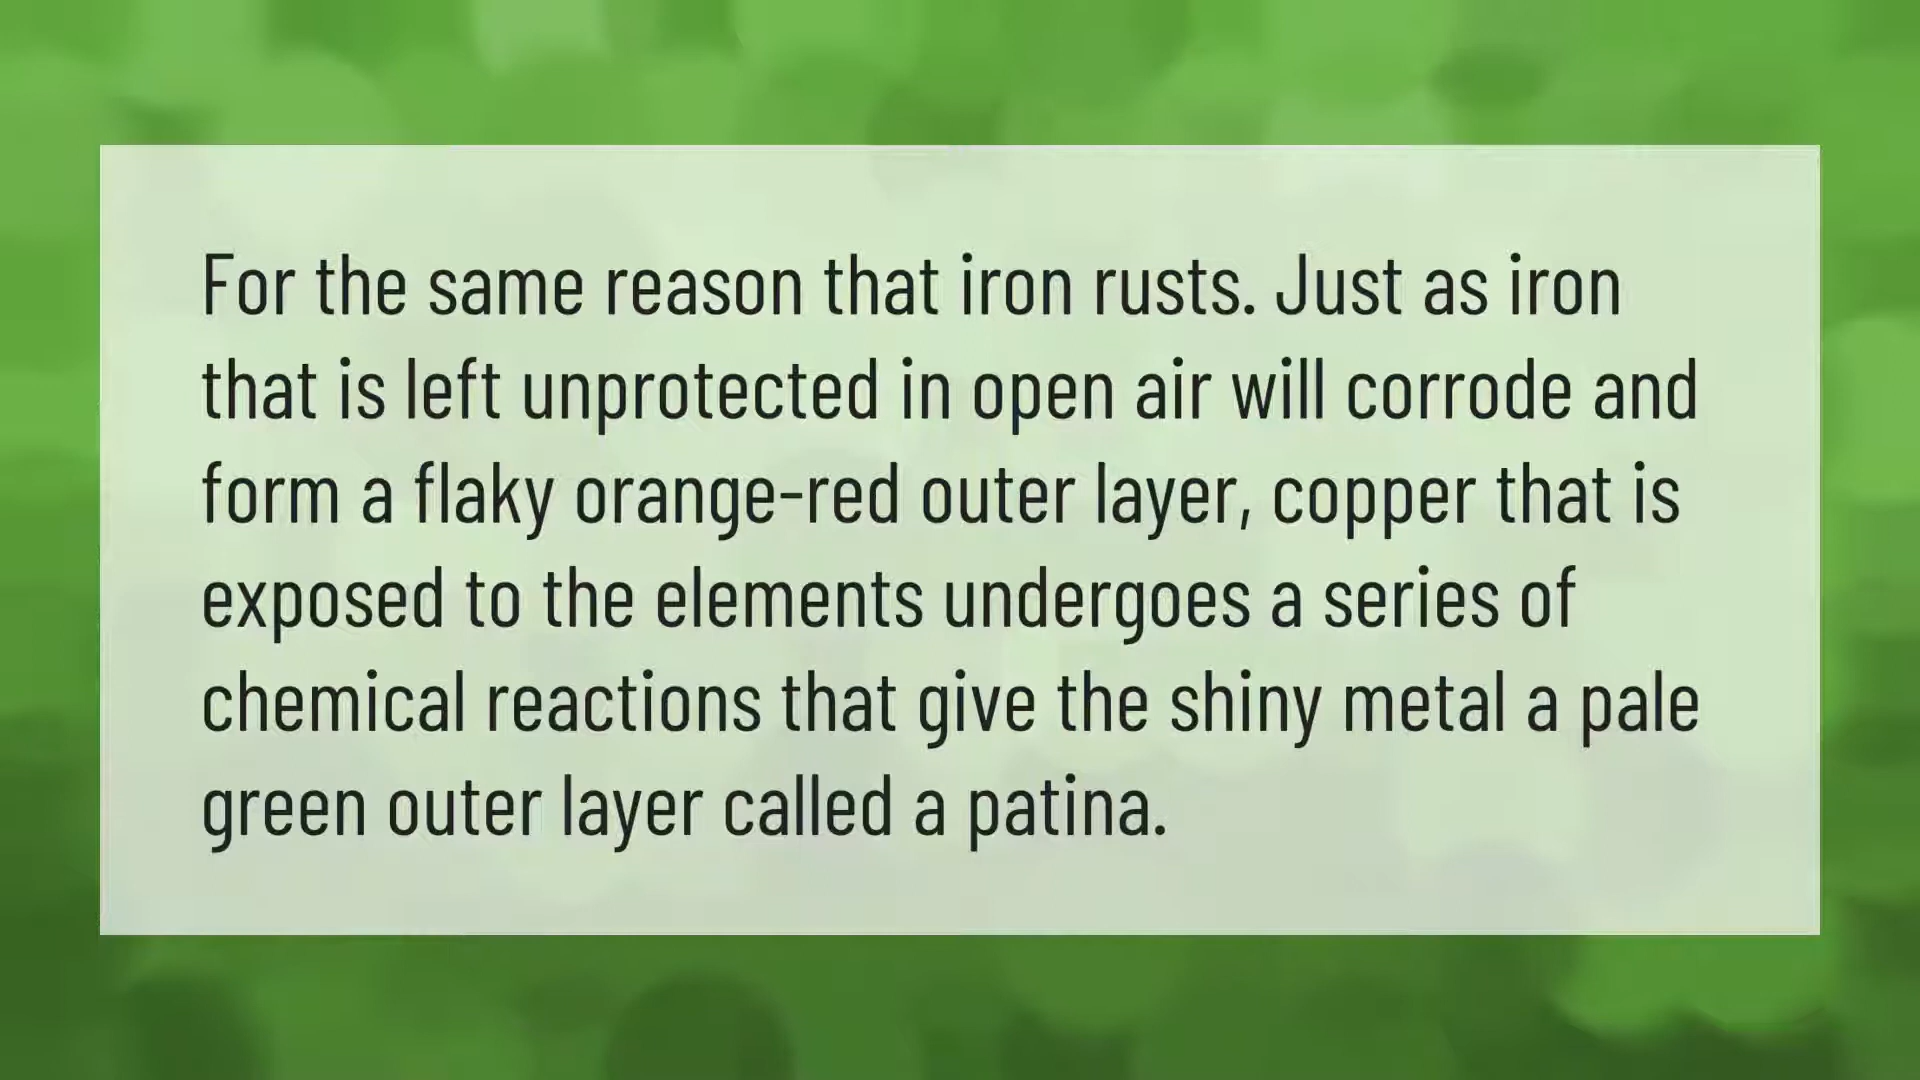 For the same reason that iron rusts. Just as iron
that is left unprotected in open air will corrode and
form a flaky orange-red outer layer, copper that is
exposed to the elements undergoes a series of
chemical reactions that give the shiny metal a pale
green outer layer called a patina.